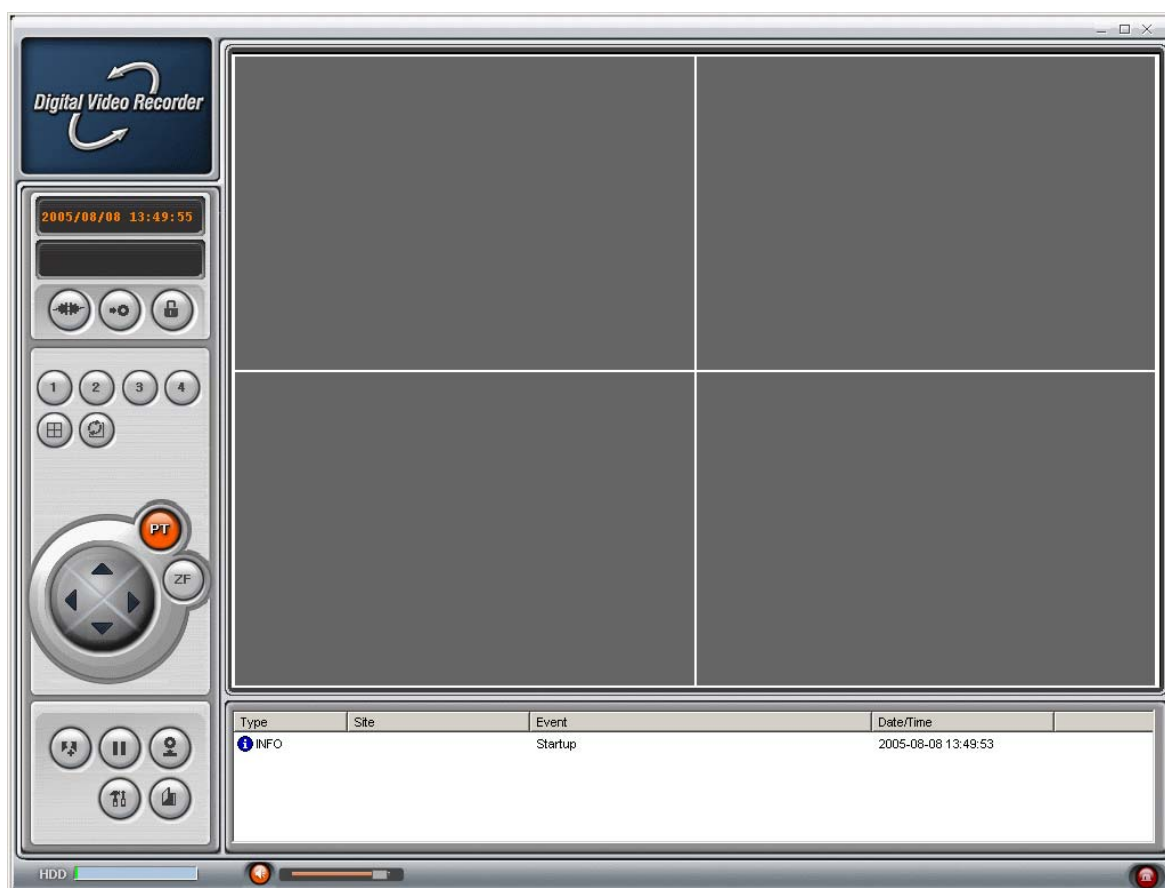 Digital Video Recorder
2005/08/08 13:49:55
1 2 3 4
PT
ZF
Type Site Event Date/Time
INFO Startup 2005-08-08 13:49:53
HDD